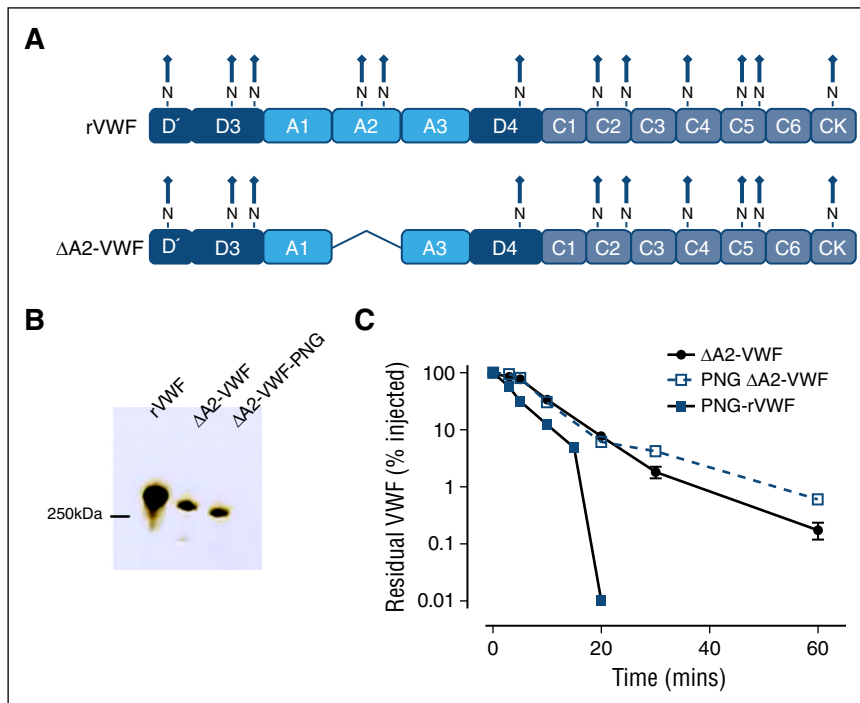 A
N N N N N N N N N N N N
rVWF D´ D3 A1 A2 A3 D4 C1 C2 C3 C4 C5 C6 CK
N N N N N N N N N N
ΔA2-VWF D´ D3 A1 A3 D4 C1 C2 C3 C4 C5 C6 CK
B
rVWF
ΔA2-VWF
ΔA2-VWF-PNG
250kDa
C
ΔA2-VWF
PNG ΔA2-VWF
PNG-rVWF
Residual VWF (% injected)
100
10
1
0.1
0.01
0 20 40 60
Time (mins)